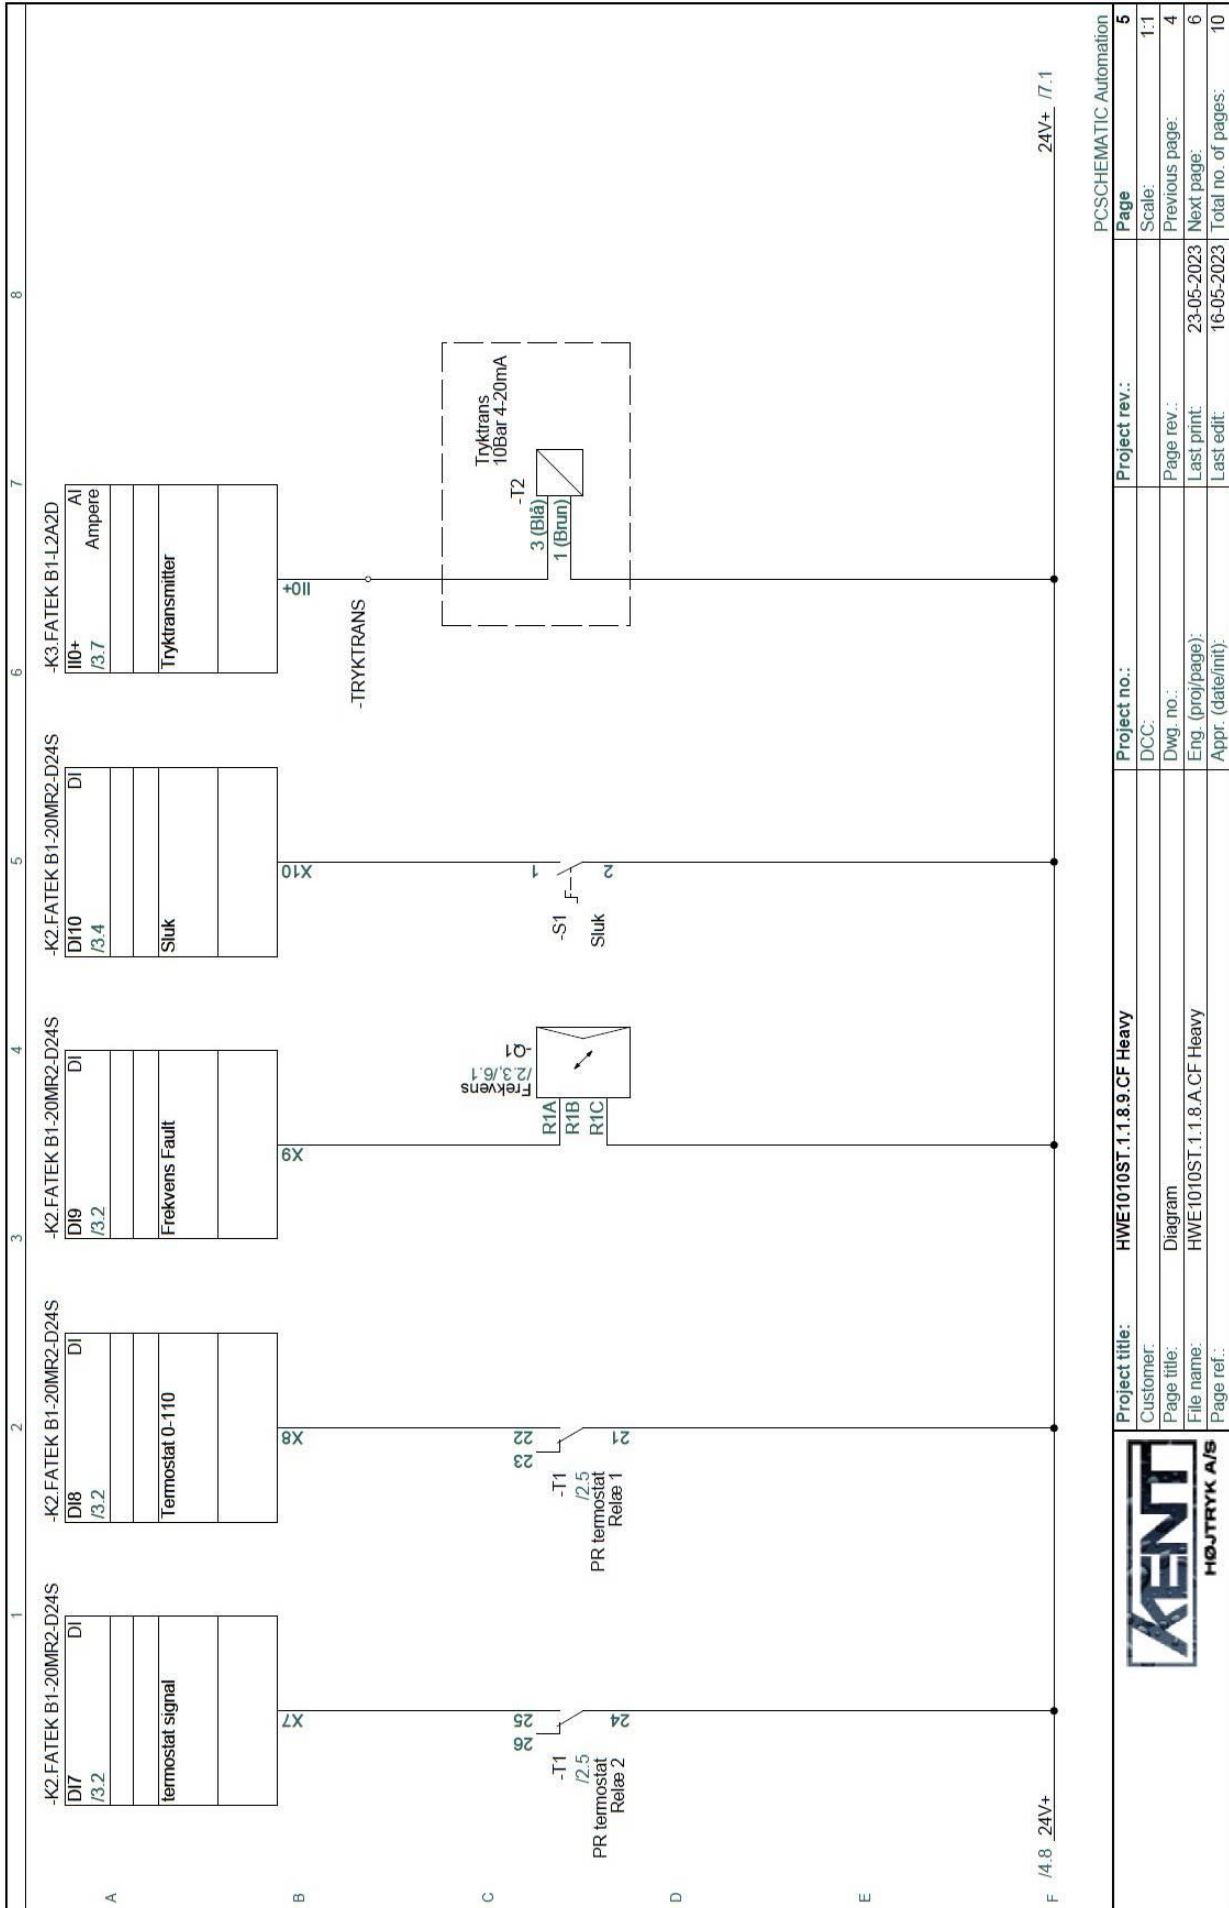 1 2 3 4 5 6 7 8
A
B
C
D
E
F
-K2.FATEK B1-20MR2-D24S
DI7 DI
/3.2
termostat signal
X7
26 25
-T1
/2.5
PR termostat
Relæ 2
24
-K2.FATEK B1-20MR2-D24S
DI8 DI
/3.2
Termostat 0-110
X8
23 22
-T1
/2.5
PR termostat
Relæ 1
21
-K2.FATEK B1-20MR2-D24S
DI9 DI
/3.2
Frekvens Fault
X9
-Q1
/2.3,/6.1
Frekvens
R1A
R1B
R1C
-K2.FATEK B1-20MR2-D24S
DI10 DI
/3.4
Sluk
X10
1
-S1
Sluk
2
-K3.FATEK B1-L2A2D
II0+ AI
/3.7 Ampere
Tryktransmitter
II0+
-TRYKTRANS
Tryktrans
10Bar 4-20mA
-T2
3 (Blå)
1 (Brun)
/4.8 24V+
24V+ /7.1
PCSCHEMATIC Automation
KENT
HØJTRYK A/S
Project title: HWE1010ST.1.1.8.9.CF Heavy Project no.: Project rev.: Page 5
Customer: DCC: Scale: 1:1
Page title: Diagram Dwg. no.: Page rev.: Previous page: 4
File name: HWE1010ST.1.1.8.A.CF Heavy Eng. (proj/page): Last print: 23-05-2023 Next page: 6
Page ref.: Appr. (date/init): Last edit: 16-05-2023 Total no. of pages: 10